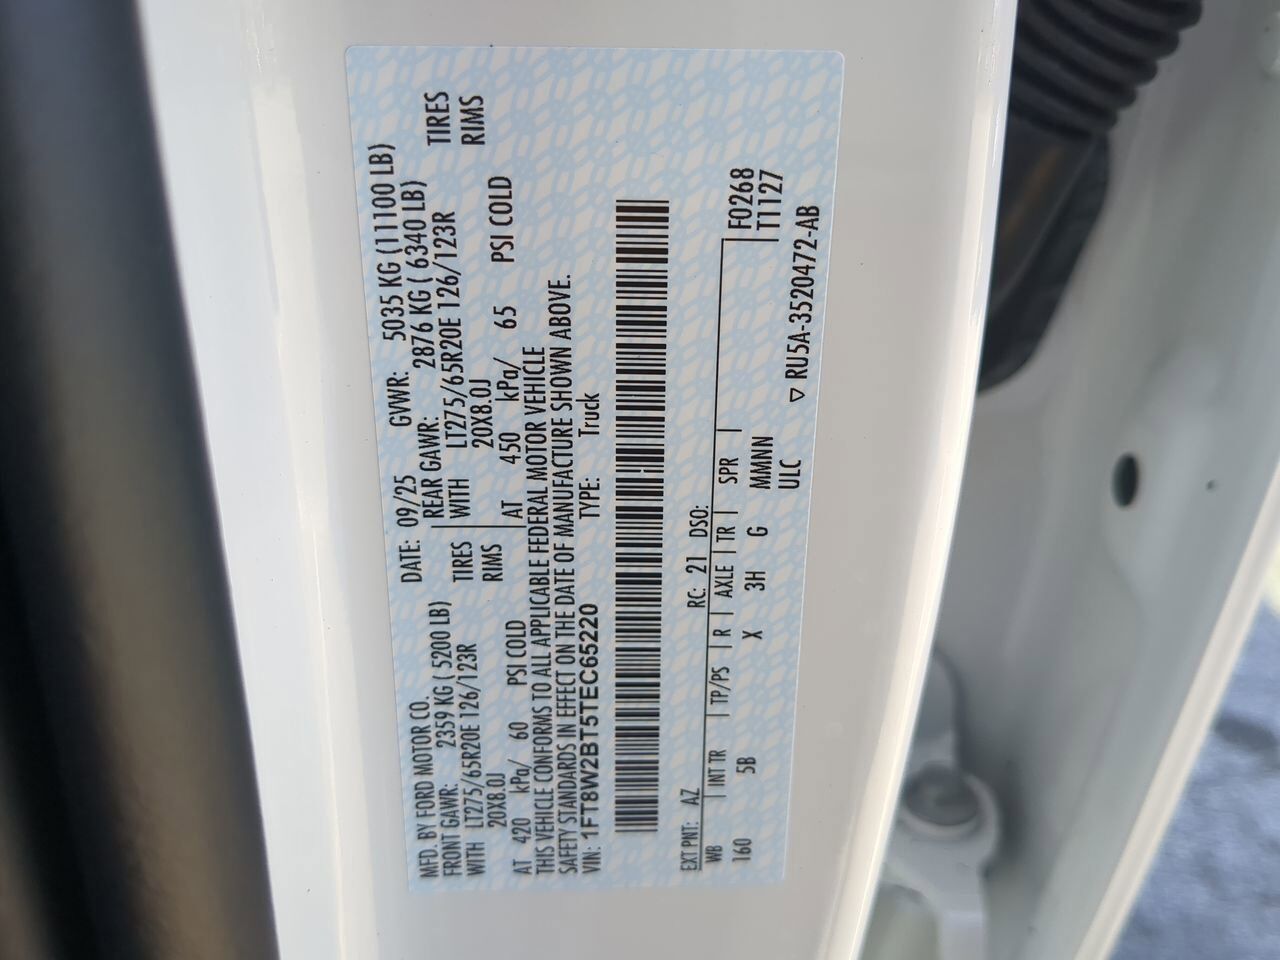 MFD. BY FORD MOTOR CO.
DATE: 09/25 GVWR: 5035 KG (11100 LB)
FRONT GAWR: 2359 KG ( 5200 LB) REAR GAWR: 2876 KG ( 6340 LB)
WITH LT275/65R20E 126/123R TIRES WITH LT275/65R20E 126/123R TIRES
20X8.0J RIMS 20X8.0J RIMS
AT 420 kPa/ 60 PSI COLD AT 450 kPa/ 65 PSI COLD
THIS VEHICLE CONFORMS TO ALL APPLICABLE FEDERAL MOTOR VEHICLE
SAFETY STANDARDS IN EFFECT ON THE DATE OF MANUFACTURE SHOWN ABOVE.
VIN: 1FT8W2BT5TEC65220 TYPE: Truck
EXT PNT: AZ RC: 21 DSO:
WB INT TR TP/PS R AXLE TR SPR F0268
160 5B X 3H G MMNN T1127
ULC
▽ RU5A-3520472-AB